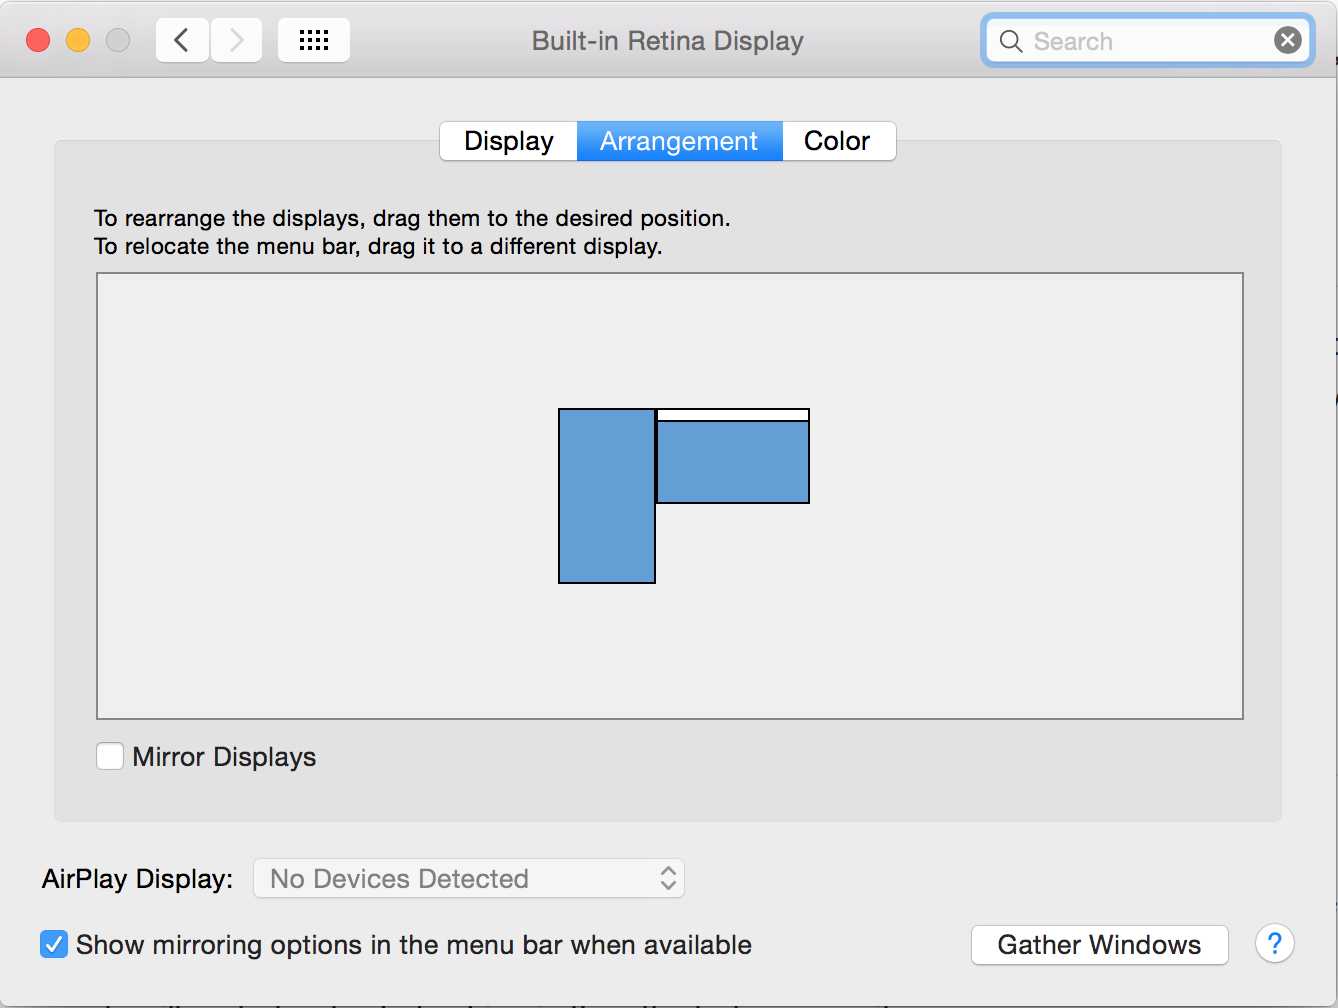 Built-in Retina Display
Search
Display
Arrangement
Color
To rearrange the displays, drag them to the desired position.
To relocate the menu bar, drag it to a different display.
Mirror Displays
AirPlay Display:
No Devices Detected
Show mirroring options in the menu bar when available
Gather Windows
?